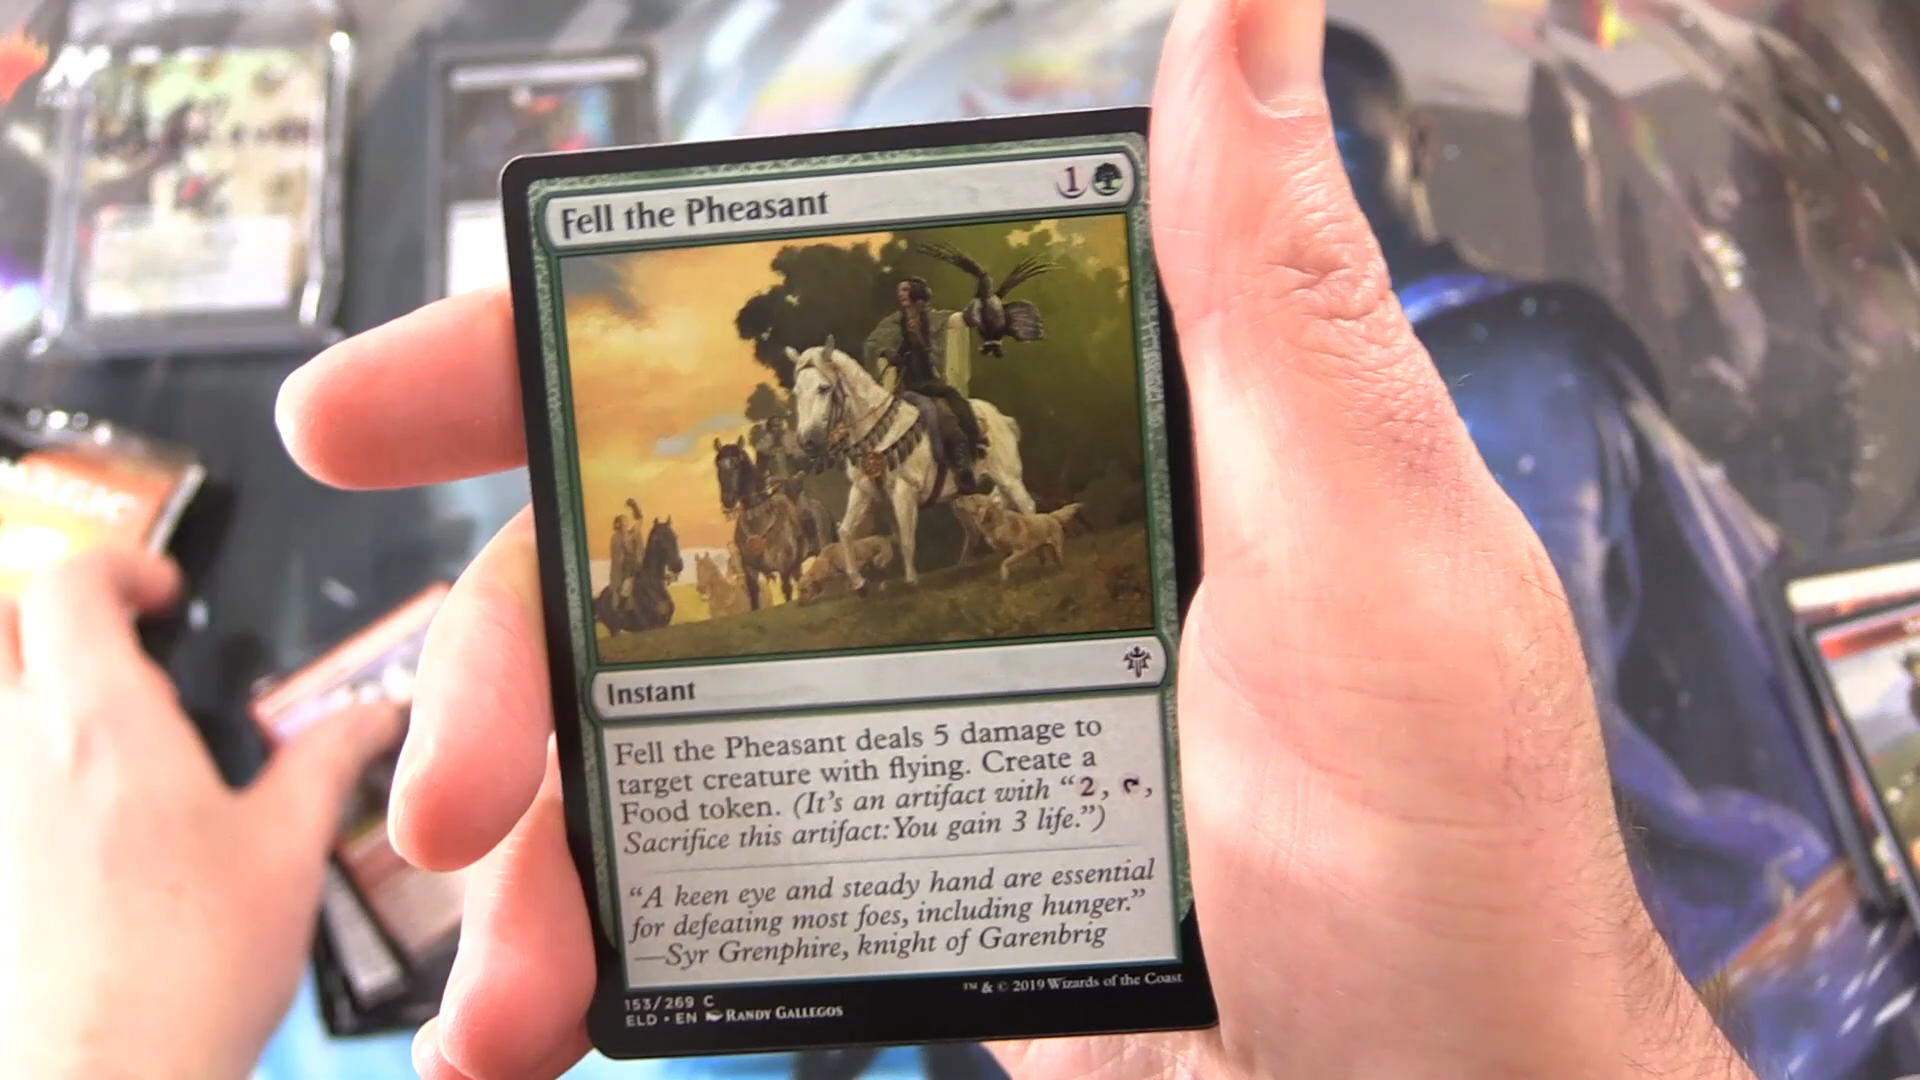 Fell the Pheasant 1
Instant
Fell the Pheasant deals 5 damage to
target creature with flying. Create a
Food token. (It's an artifact with “2, ,
Sacrifice this artifact: You gain 3 life.”)
“A keen eye and steady hand are essential
for defeating most foes, including hunger.”
—Syr Grenphire, knight of Garenbrig
153/269 C
ELD • EN RANDY GALLEGOS
™ & © 2019 Wizards of the Coast
MAGIC